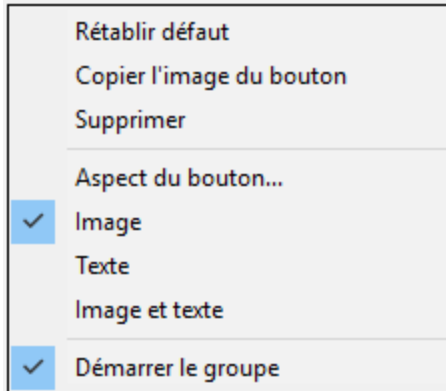 Rétablir défaut
Copier l'image du bouton
Supprimer
Aspect du bouton...
Image
Texte
Image et texte
Démarrer le groupe